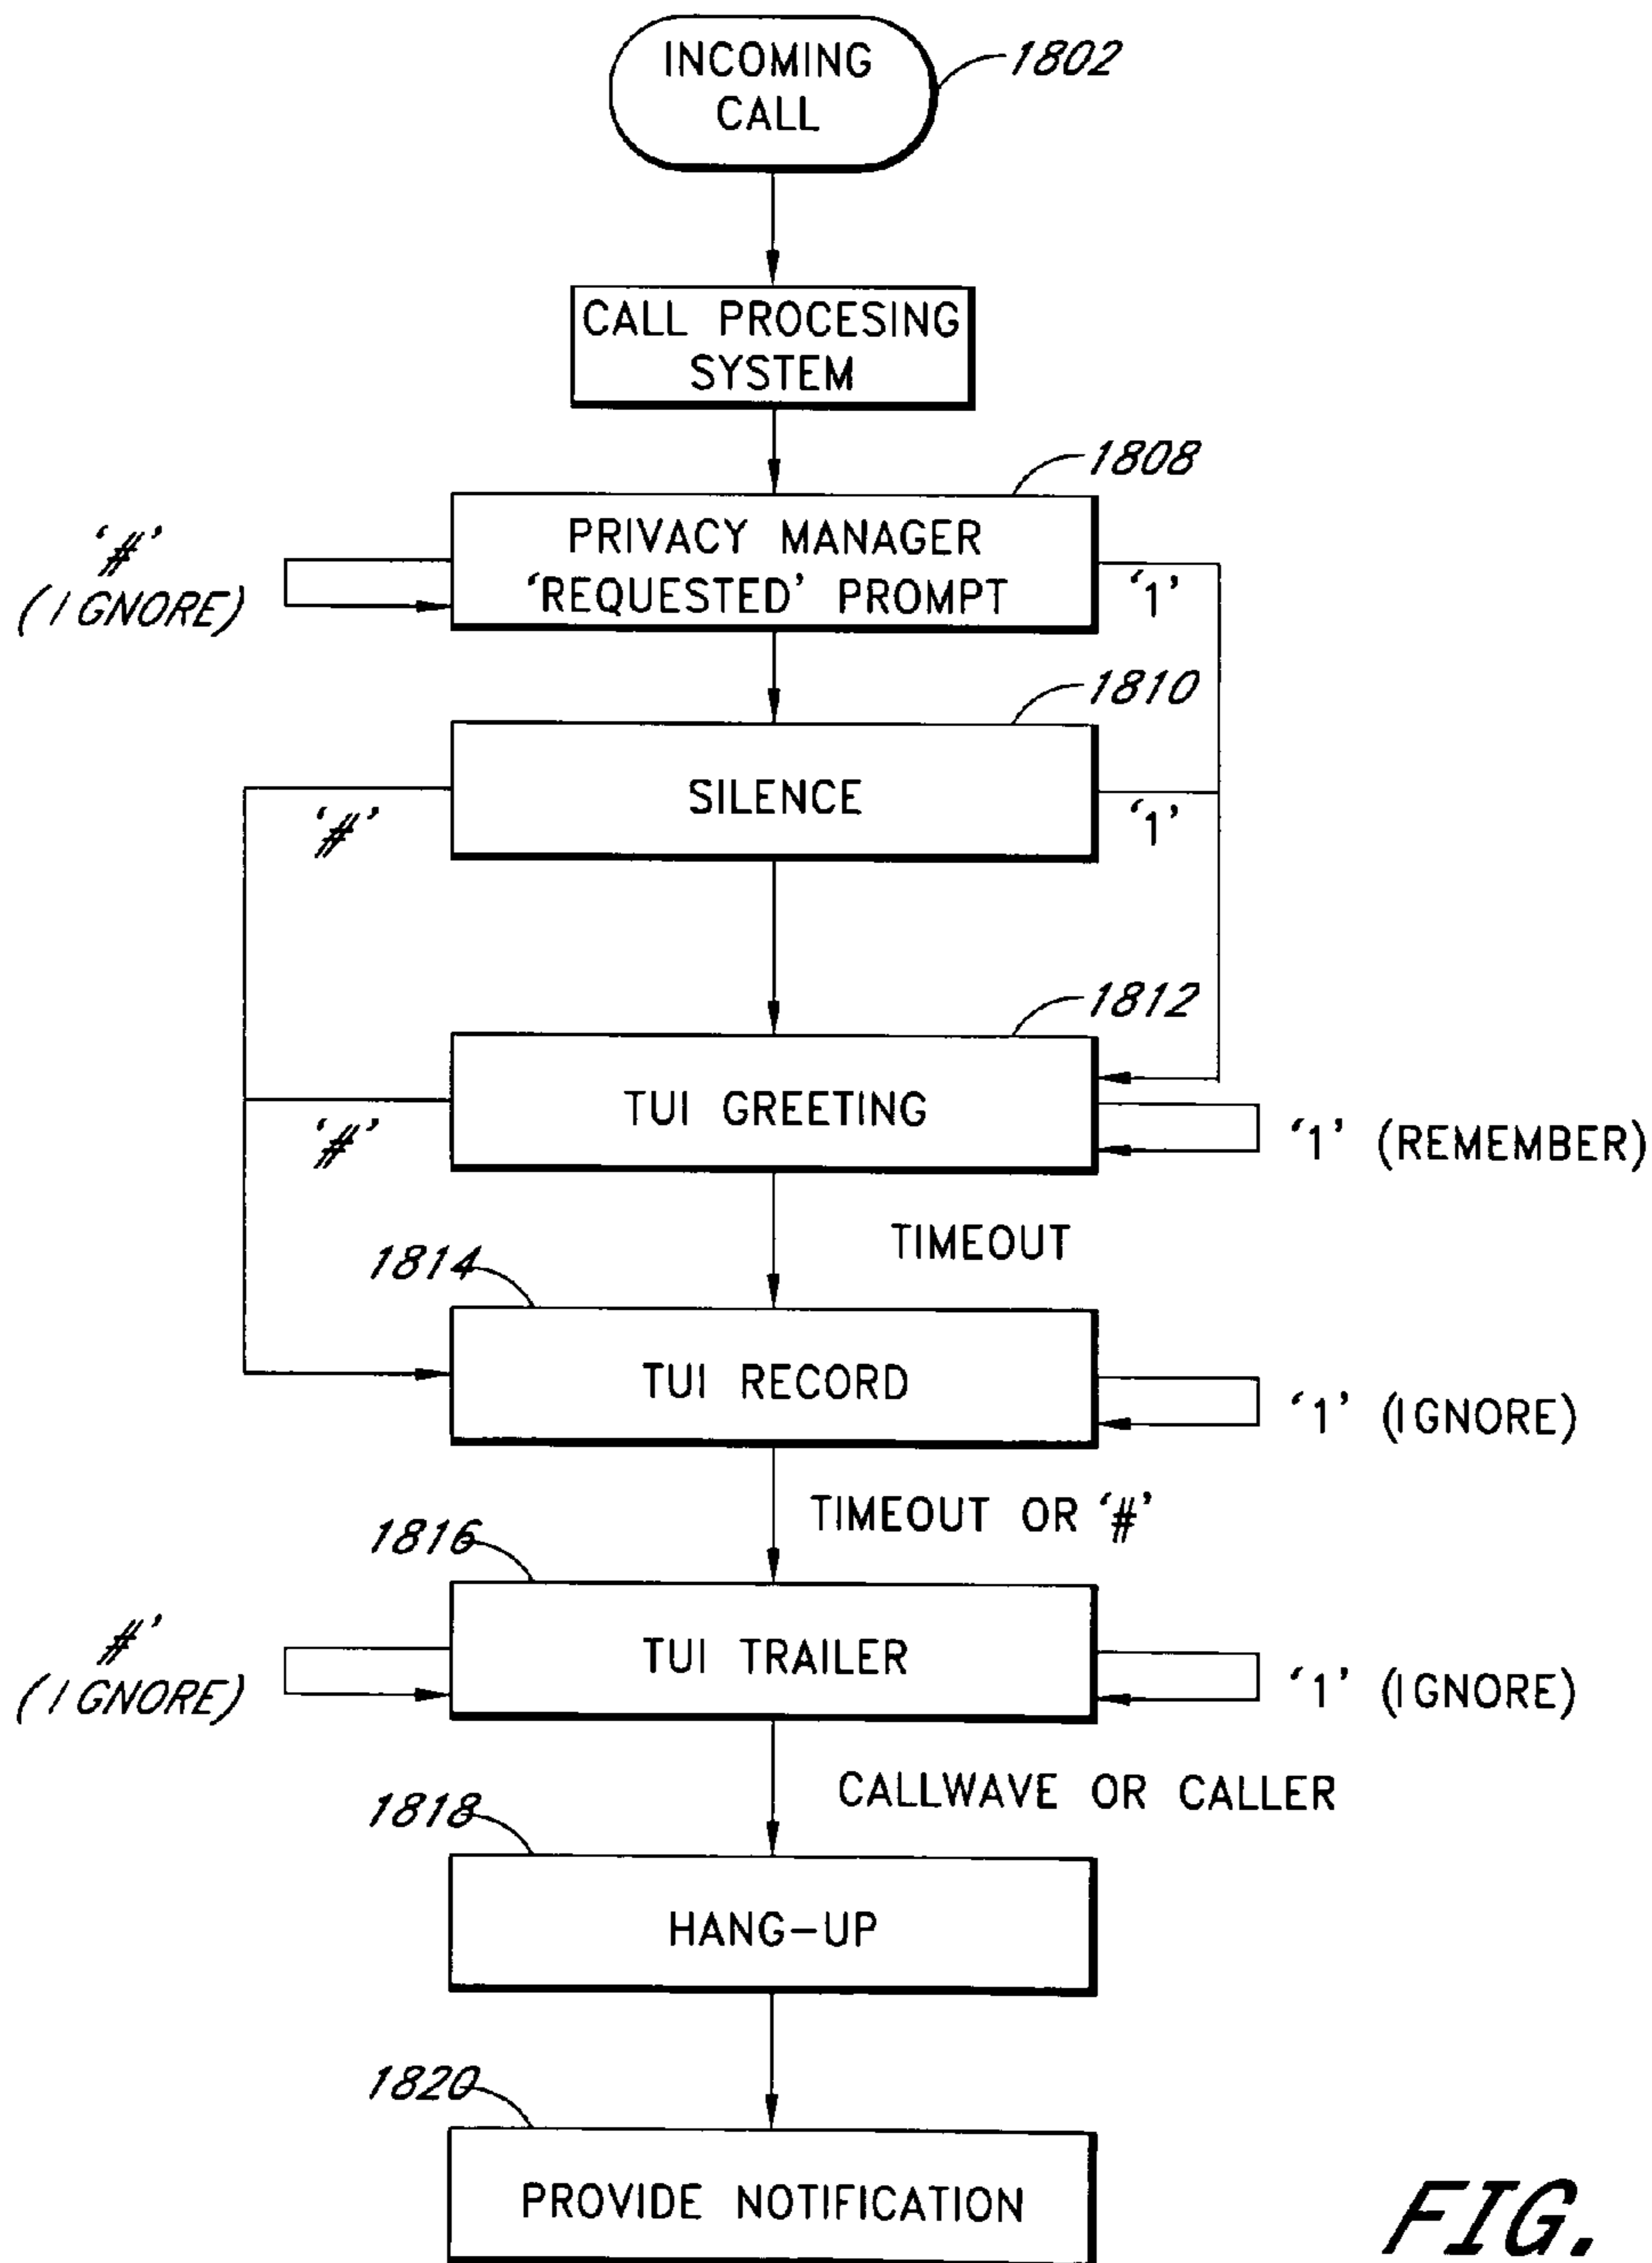 INCOMING
CALL
1802
CALL PROCESING
SYSTEM
1808
PRIVACY MANAGER
'REQUESTED' PROMPT
'#'
(IGNORE)
'1'
1810
SILENCE
'#'
'1'
1812
TUI GREETING
'#'
'1' (REMEMBER)
TIMEOUT
1814
TUI RECORD
'1' (IGNORE)
TIMEOUT OR '#'
1816
TUI TRAILER
#'
(IGNORE)
'1' (IGNORE)
CALLWAVE OR CALLER
1818
HANG-UP
1820
PROVIDE NOTIFICATION
FIG.